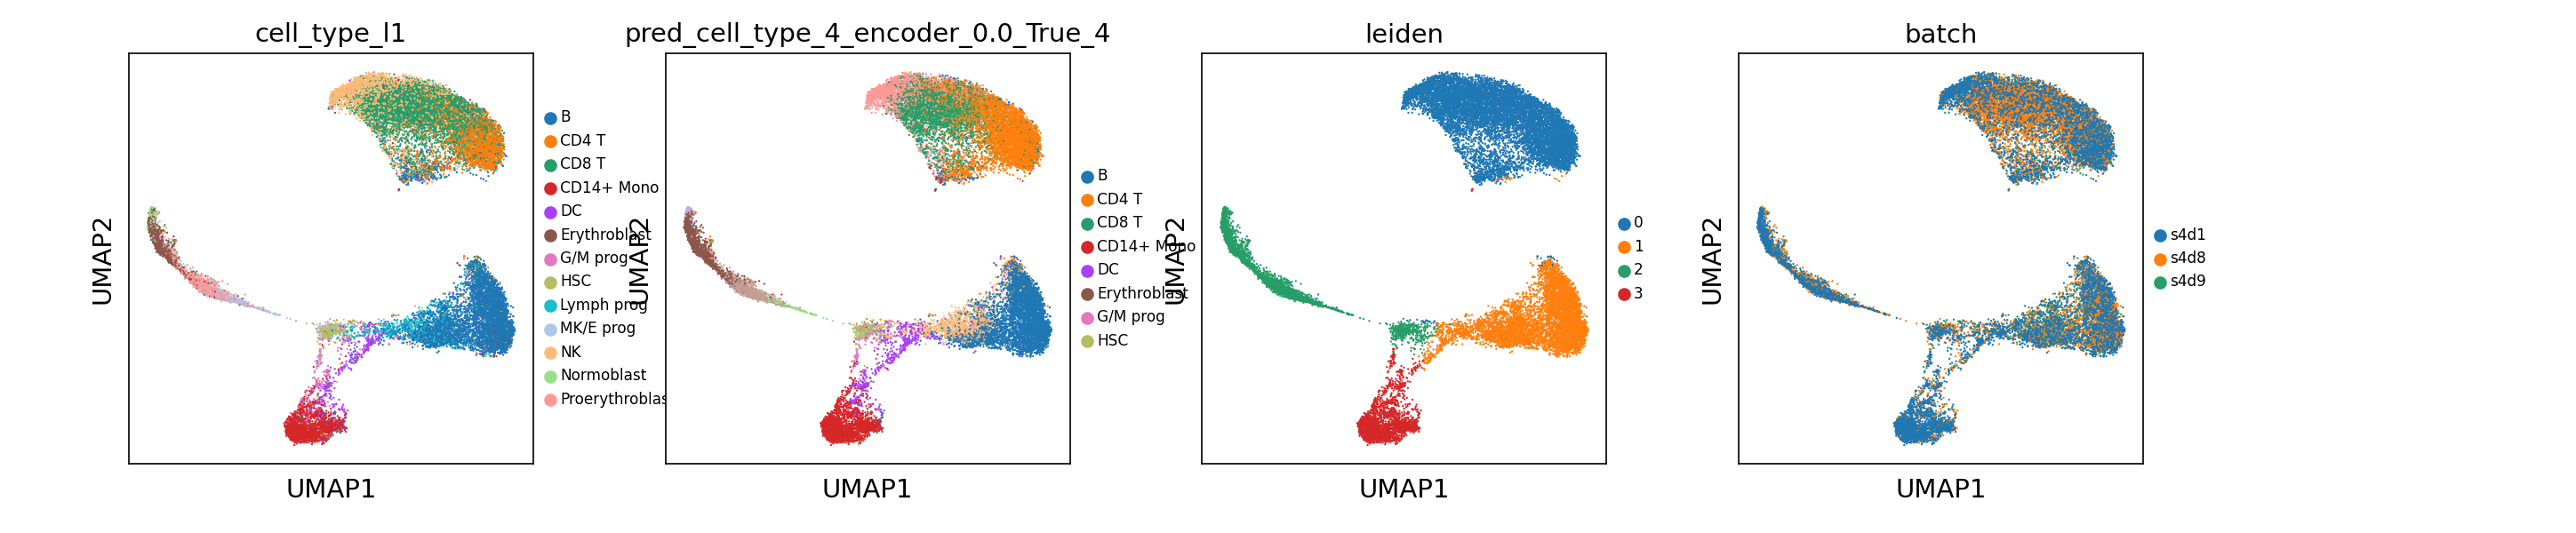 cell_type_l1
UMAP2
UMAP1
B
CD4 T
CD8 T
CD14+ Mono
DC
Erythroblast
G/M prog
HSC
Lymph prog
MK/E prog
NK
Normoblast
Proerythroblas
pred_cell_type_4_encoder_0.0_True_4
UMAP2
UMAP1
B
CD4 T
CD8 T
CD14+ Mono
DC
Erythroblast
G/M prog
HSC
leiden
UMAP2
UMAP1
0
1
2
3
batch
UMAP2
UMAP1
s4d1
s4d8
s4d9